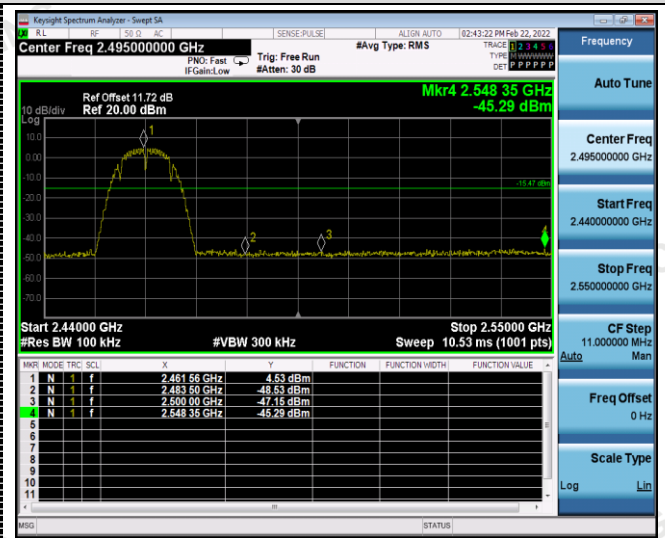 Keysight Spectrum Analyzer - Swept SA
RL RF 50 Ω AC SENSE:PULSE ALIGN AUTO 02:43:22 PM Feb 22, 2022
Center Freq 2.495000000 GHz #Avg Type: RMS TRACE 1 2 3 4 5 6
PNO: Fast Trig: Free Run TYPE M WWWWW
IFGain:Low #Atten: 30 dB DET P P P P P P
Mkr4 2.548 35 GHz
-45.29 dBm
Ref Offset 11.72 dB
10 dB/div Ref 20.00 dBm
Log
10.0
0.00
-10.0
-20.0
-30.0
-40.0
-50.0
-60.0
-70.0
1
2
3
4
-15.47 dBm
Start 2.44000 GHz Stop 2.55000 GHz
#Res BW 100 kHz #VBW 300 kHz Sweep 10.53 ms (1001 pts)
MKR MODE TRC SCL X Y FUNCTION FUNCTION WIDTH FUNCTION VALUE
1 N 1 f 2.461 56 GHz 4.53 dBm
2 N 1 f 2.483 50 GHz -48.53 dBm
3 N 1 f 2.500 00 GHz -47.15 dBm
4 N 1 f 2.548 35 GHz -45.29 dBm
5
6
7
8
9
10
11
MSG STATUS
Frequency
Auto Tune
Center Freq
2.495000000 GHz
Start Freq
2.440000000 GHz
Stop Freq
2.550000000 GHz
CF Step
11.000000 MHz
Auto Man
Freq Offset
0 Hz
Scale Type
Log Lin